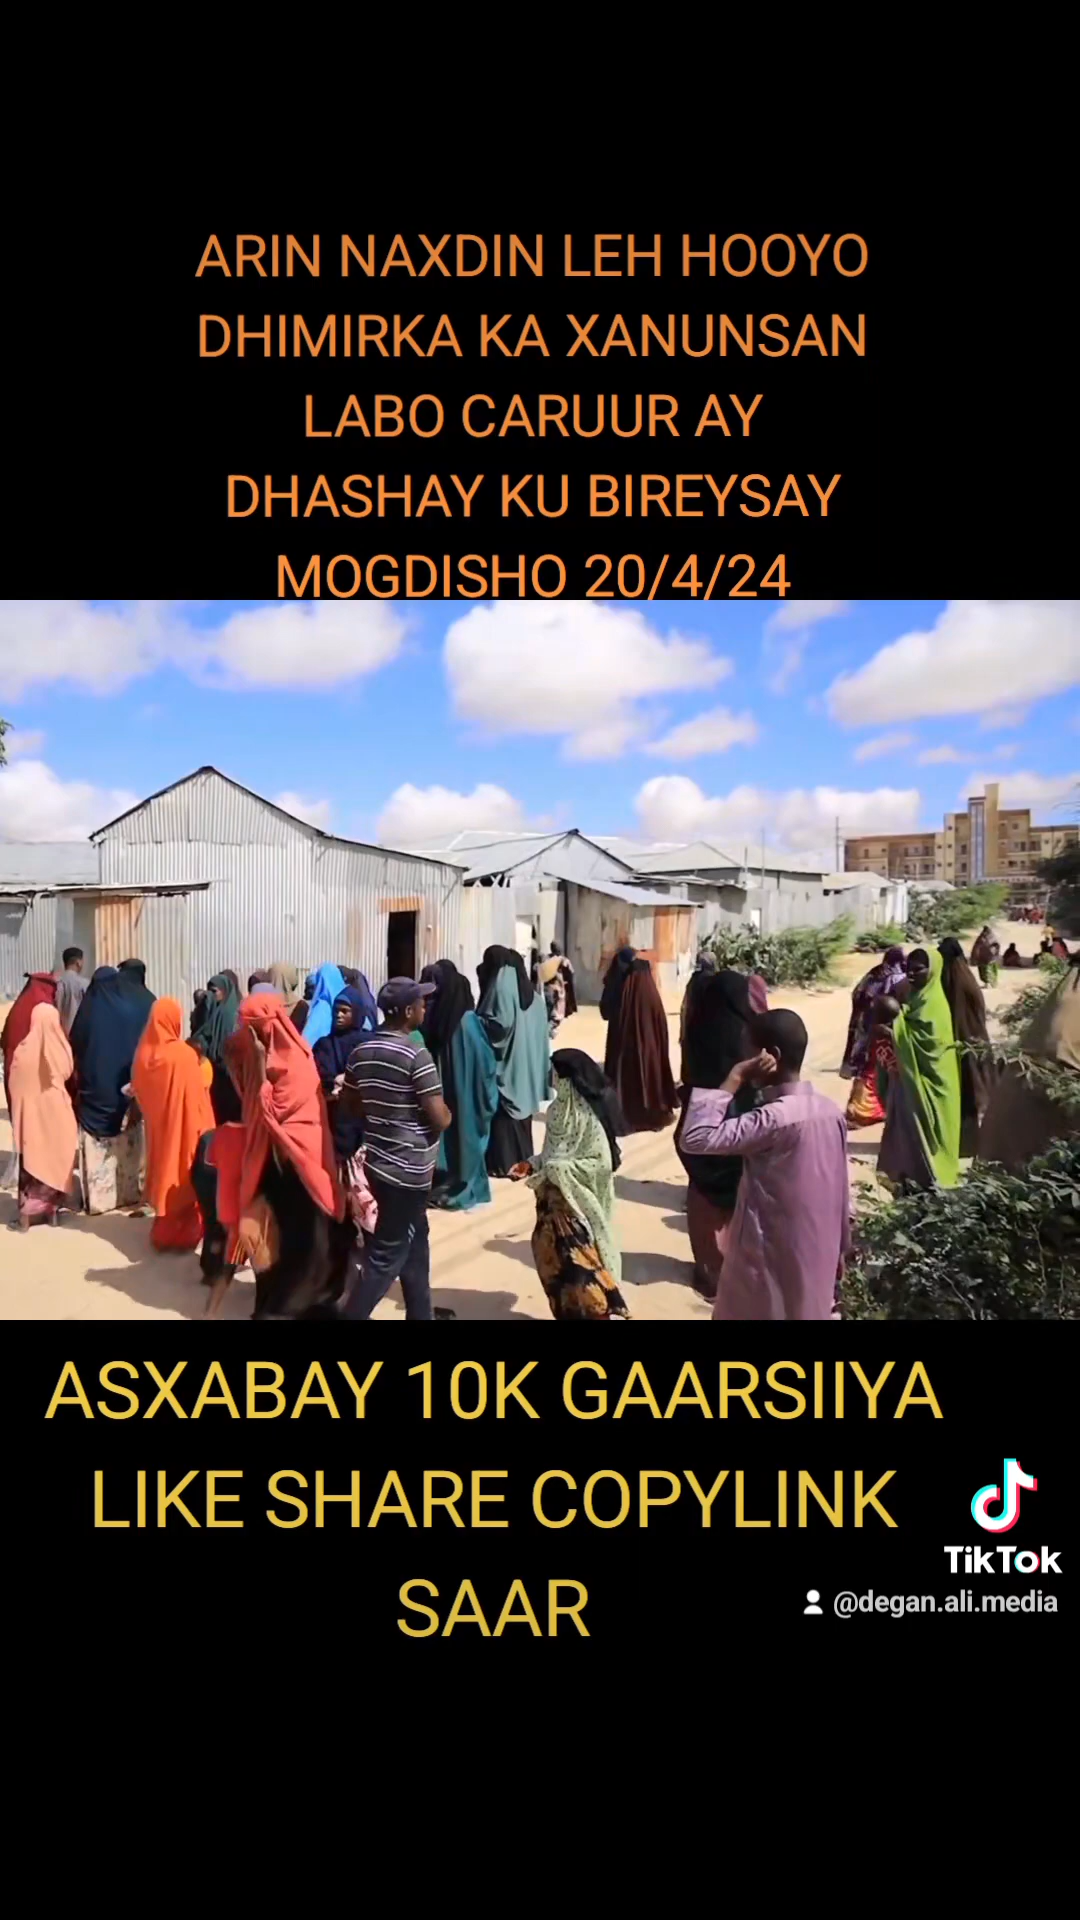 ARIN NAXDIN LEH HOOYO
DHIMIRKA KA XANUNSAN
LABO CARUUR AY
DHASHAY KU BIREYSAY
MOGDISHO 20/4/24
ASXABAY 10K GAARSIIYA
LIKE SHARE COPYLINK
SAAR
TikTok
@degan.ali.media